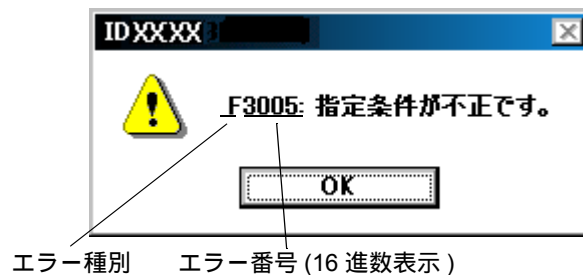 IDXXXX
F3005: 指定条件が不正です。
OK
エラー種別 エラー番号 (16 進数表示 )